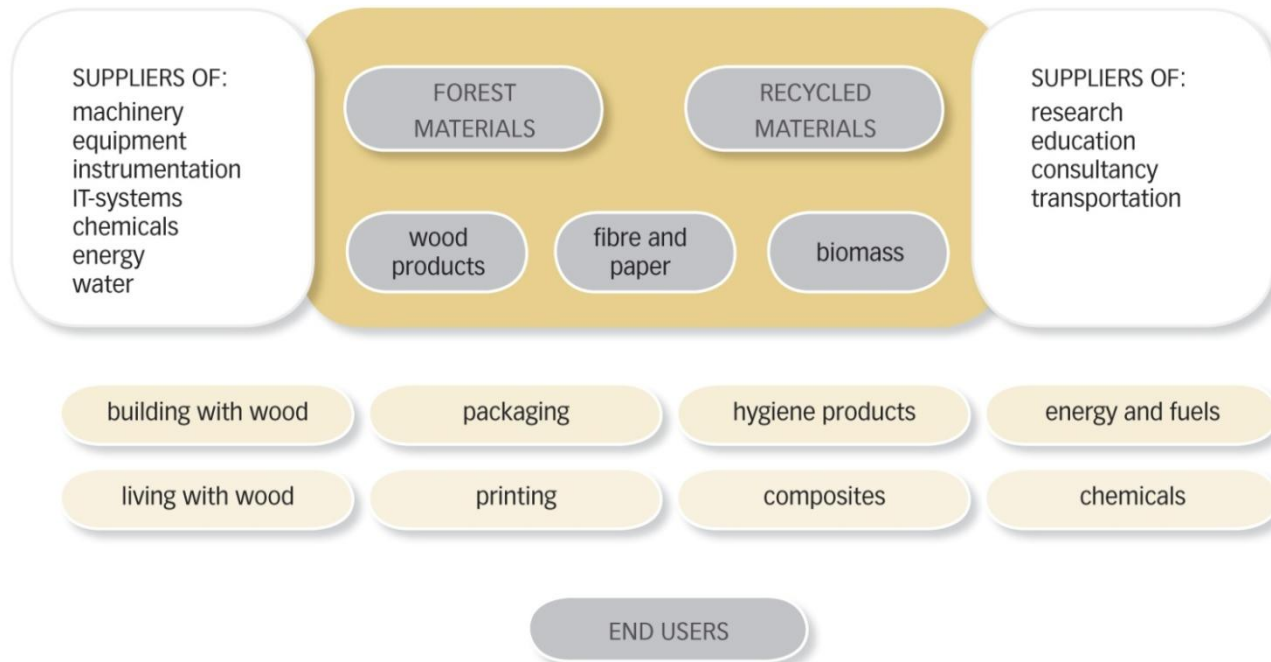 SUPPLIERS OF:
machinery
equipment
instrumentation
IT-systems
chemicals
energy
water
FOREST
MATERIALS
RECYCLED
MATERIALS
wood
products
fibre and
paper
biomass
SUPPLIERS OF:
research
education
consultancy
transportation
building with wood
packaging
hygiene products
energy and fuels
living with wood
printing
composites
chemicals
END USERS